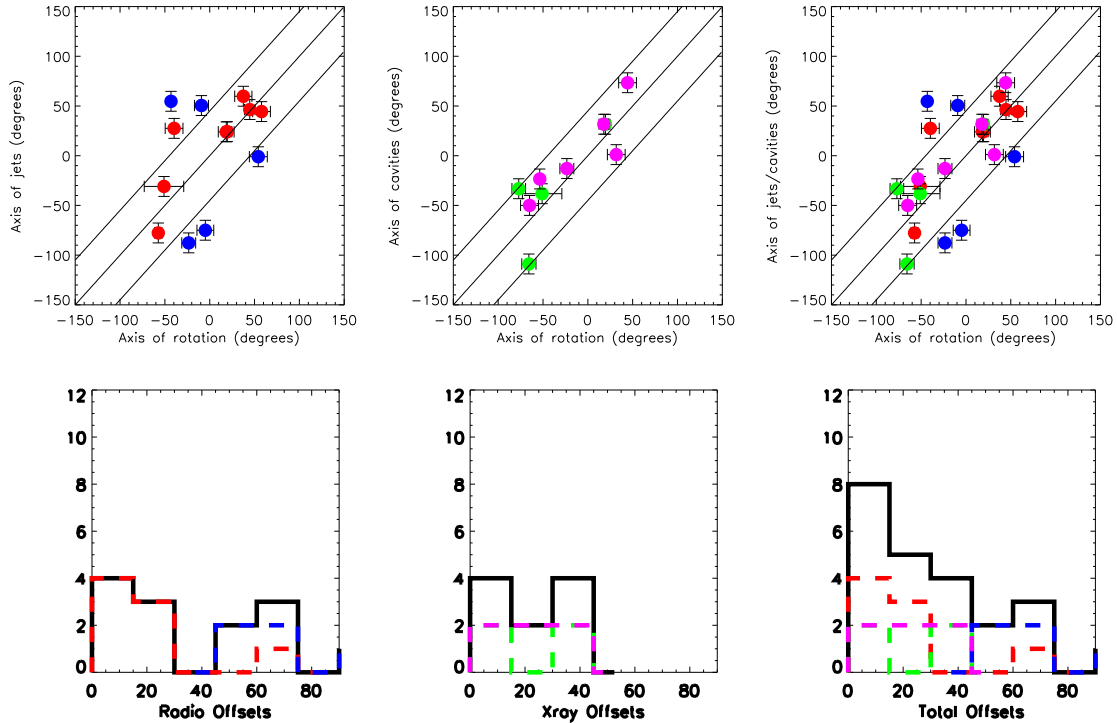 150
100
50
0
−50
−100
−150
Axis of jets (degrees)
−150 −100 −50 0 50 100 150
Axis of rotation (degrees)
150
100
50
0
−50
−100
−150
Axis of cavities (degrees)
−150 −100 −50 0 50 100 150
Axis of rotation (degrees)
150
100
50
0
−50
−100
−150
Axis of jets/cavities (degrees)
−150 −100 −50 0 50 100 150
Axis of rotation (degrees)
12
10
8
6
4
2
0
0 20 40 60 80
Radio Offsets
12
10
8
6
4
2
0
0 20 40 60 80
Xray Offsets
12
10
8
6
4
2
0
0 20 40 60 80
Total Offsets